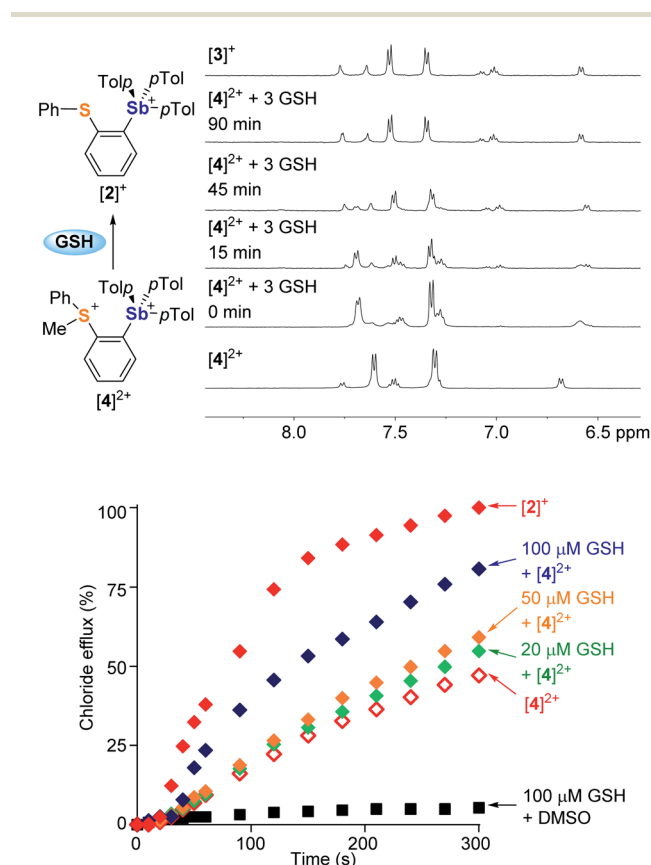 [3]⁺
[4]²⁺ + 3 GSH
90 min
[4]²⁺ + 3 GSH
45 min
[4]²⁺ + 3 GSH
15 min
[4]²⁺ + 3 GSH
0 min
[4]²⁺
8.0 7.5 7.0 6.5 ppm
Tolp pTol
Ph S Sb⁺ pTol
[2]⁺
GSH
Ph Tolp pTol
S⁺ Sb⁺ pTol
Me
[4]²⁺
Chloride efflux (%)
100
75
50
25
0
0 100 200 300
Time (s)
[2]⁺
100 μM GSH
+ [4]²⁺
50 μM GSH
+ [4]²⁺
20 μM GSH
+ [4]²⁺
[4]²⁺
100 μM GSH
+ DMSO